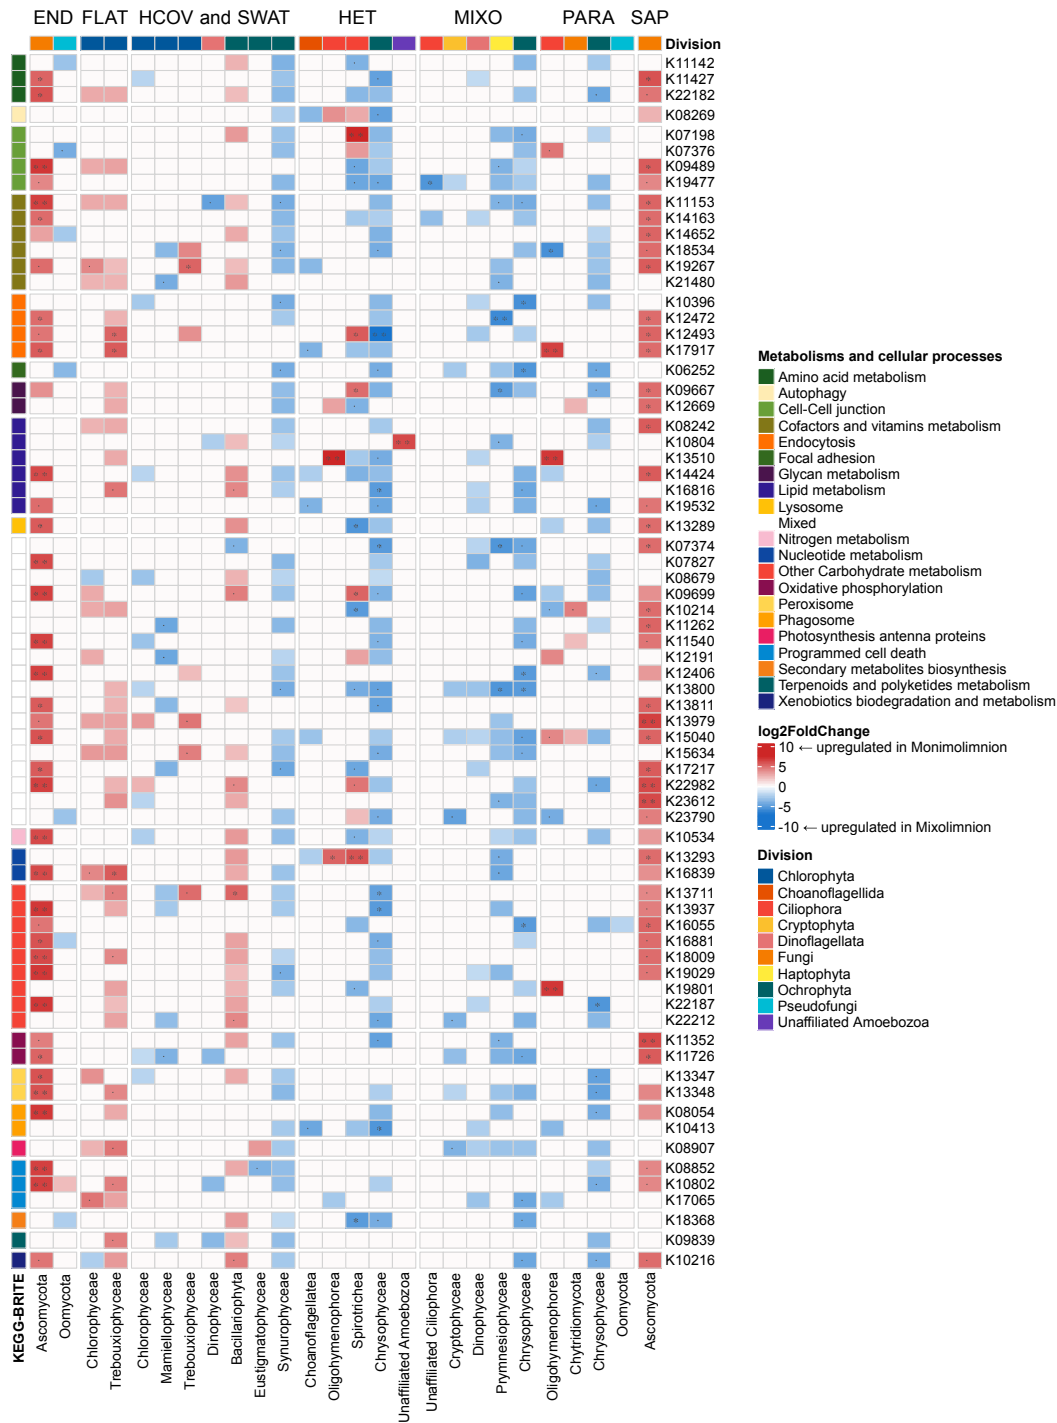 END FLAT HCOV and SWAT HET MIXO PARA SAP
Division
K11142
K11427
K22182
K08269
K07198
K07376
K09489
K19477
K11153
K14163
K14652
K18534
K19267
K21480
K10396
K12472
K12493
K17917
K06252
K09667
K12669
K08242
K10804
K13510
K14424
K16816
K19532
K13289
K07374
K07827
K08679
K09699
K10214
K11262
K11540
K12191
K12406
K13800
K13811
K13979
K15040
K15634
K17217
K22982
K23612
K23790
K10534
K13293
K16839
K13711
K13937
K16055
K16881
K18009
K19029
K19801
K22187
K22212
K11352
K11726
K13347
K13348
K08054
K10413
K08907
K08852
K10802
K17065
K18368
K09839
K10216
KEGG-BRITE
Ascomycota
Oomycota
Chlorophyceae
Trebouxiophyceae
Chlorophyceae
Mamiellophyceae
Trebouxiophyceae
Dinophyceae
Bacillariophyta
Eustigmatophyceae
Synurophyceae
Choanoflagellatea
Oligohymenophorea
Spirotrichea
Chrysophyceae
Unaffiliated Amoebozoa
Unaffiliated Ciliophora
Cryptophyceae
Dinophyceae
Prymnesiophyceae
Chrysophyceae
Oligohymenophorea
Chytridiomycota
Chrysophyceae
Oomycota
Ascomycota
Metabolisms and cellular processes
Amino acid metabolism
Autophagy
Cell-Cell junction
Cofactors and vitamins metabolism
Endocytosis
Focal adhesion
Glycan metabolism
Lipid metabolism
Lysosome
Mixed
Nitrogen metabolism
Nucleotide metabolism
Other Carbohydrate metabolism
Oxidative phosphorylation
Peroxisome
Phagosome
Photosynthesis antenna proteins
Programmed cell death
Secondary metabolites biosynthesis
Terpenoids and polyketides metabolism
Xenobiotics biodegradation and metabolism
log2FoldChange
10 ← upregulated in Monimolimnion
5
0
-5
-10 ← upregulated in Mixolimnion
Division
Chlorophyta
Choanoflagellida
Ciliophora
Cryptophyta
Dinoflagellata
Fungi
Haptophyta
Ochrophyta
Pseudofungi
Unaffiliated Amoebozoa